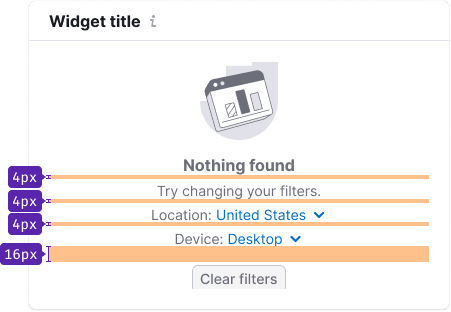 Widget title i
Nothing found
4px
Try changing your filters.
4px
Location: United States
4px
Device: Desktop
16px
Clear filters